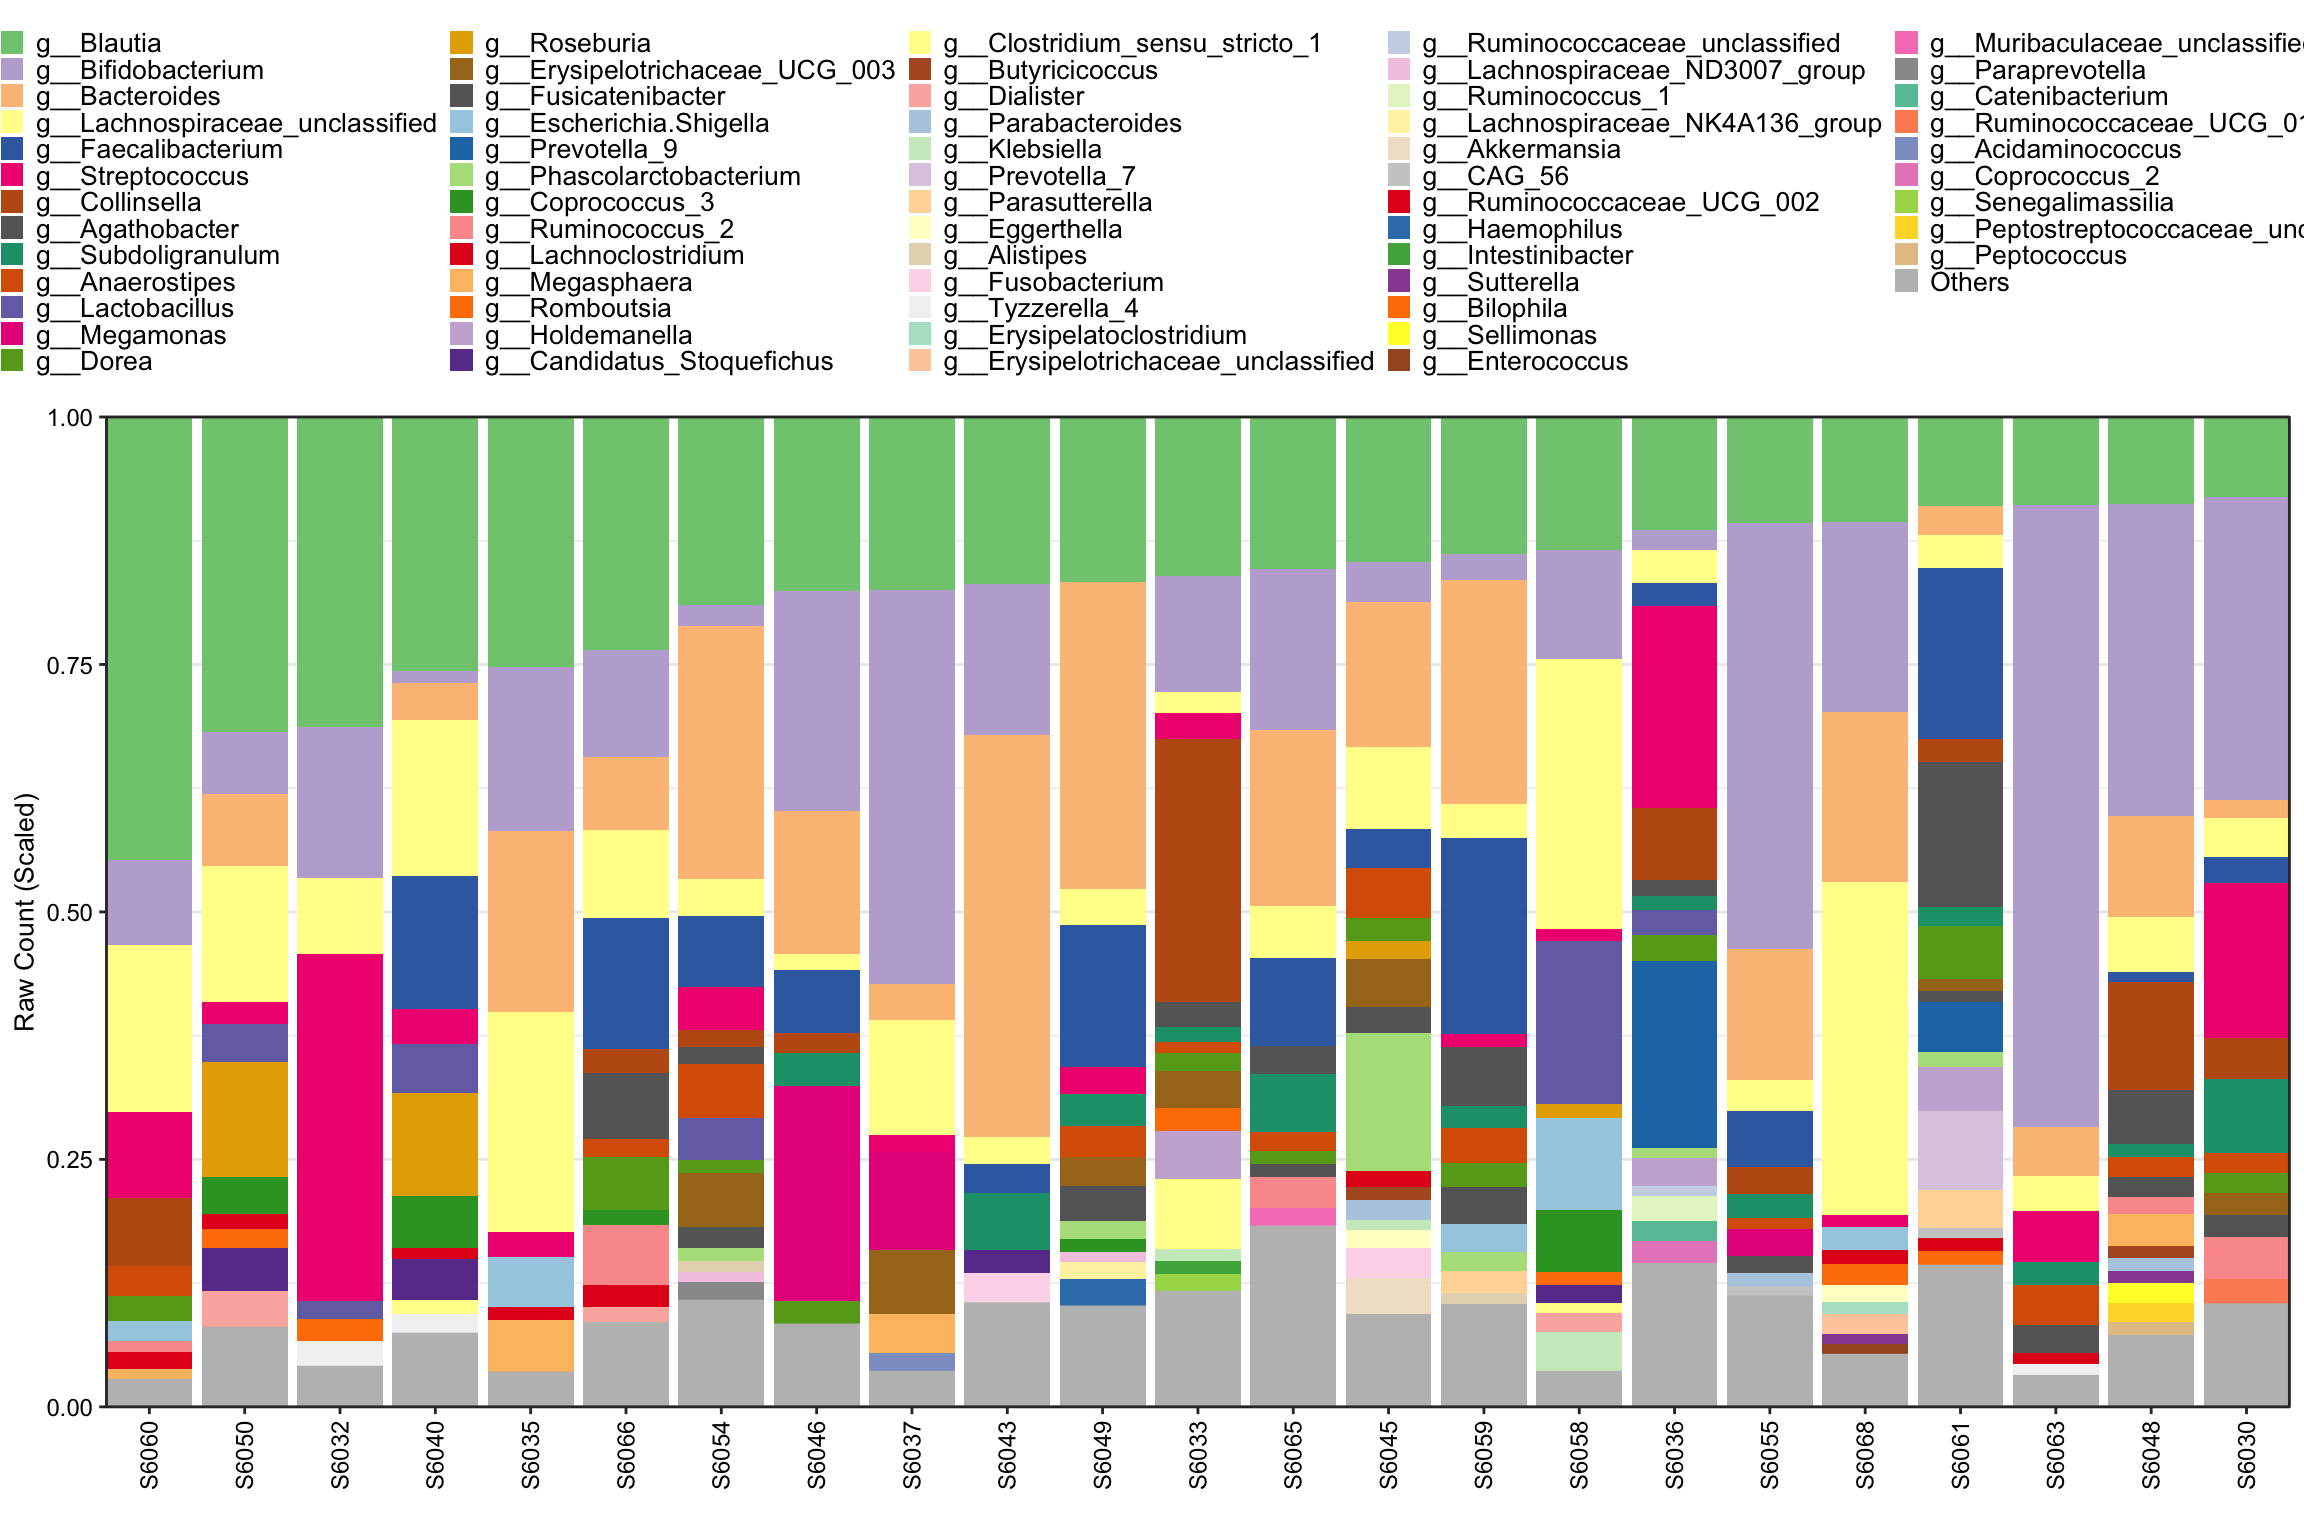 g__Blautia
g__Bifidobacterium
g__Bacteroides
g__Lachnospiraceae_unclassified
g__Faecalibacterium
g__Streptococcus
g__Collinsella
g__Agathobacter
g__Subdoligranulum
g__Anaerostipes
g__Lactobacillus
g__Megamonas
g__Dorea
g__Roseburia
g__Erysipelotrichaceae_UCG_003
g__Fusicatenibacter
g__Escherichia.Shigella
g__Prevotella_9
g__Phascolarctobacterium
g__Coprococcus_3
g__Ruminococcus_2
g__Lachnoclostridium
g__Megasphaera
g__Romboutsia
g__Holdemanella
g__Candidatus_Stoquefichus
g__Clostridium_sensu_stricto_1
g__Butyricicoccus
g__Dialister
g__Parabacteroides
g__Klebsiella
g__Prevotella_7
g__Parasutterella
g__Eggerthella
g__Alistipes
g__Fusobacterium
g__Tyzzerella_4
g__Erysipelatoclostridium
g__Erysipelotrichaceae_unclassified
g__Ruminococcaceae_unclassified
g__Lachnospiraceae_ND3007_group
g__Ruminococcus_1
g__Lachnospiraceae_NK4A136_group
g__Akkermansia
g__CAG_56
g__Ruminococcaceae_UCG_002
g__Haemophilus
g__Intestinibacter
g__Sutterella
g__Bilophila
g__Sellimonas
g__Enterococcus
g__Muribaculaceae_unclassifie
g__Paraprevotella
g__Catenibacterium
g__Ruminococcaceae_UCG_01
g__Acidaminococcus
g__Coprococcus_2
g__Senegalimassilia
g__Peptostreptococcaceae_unc
g__Peptococcus
Others
Raw Count (Scaled)
1.00
0.75
0.50
0.25
0.00
S6060
S6050
S6032
S6040
S6035
S6066
S6054
S6046
S6037
S6043
S6049
S6033
S6065
S6045
S6059
S6058
S6036
S6055
S6068
S6061
S6063
S6048
S6030